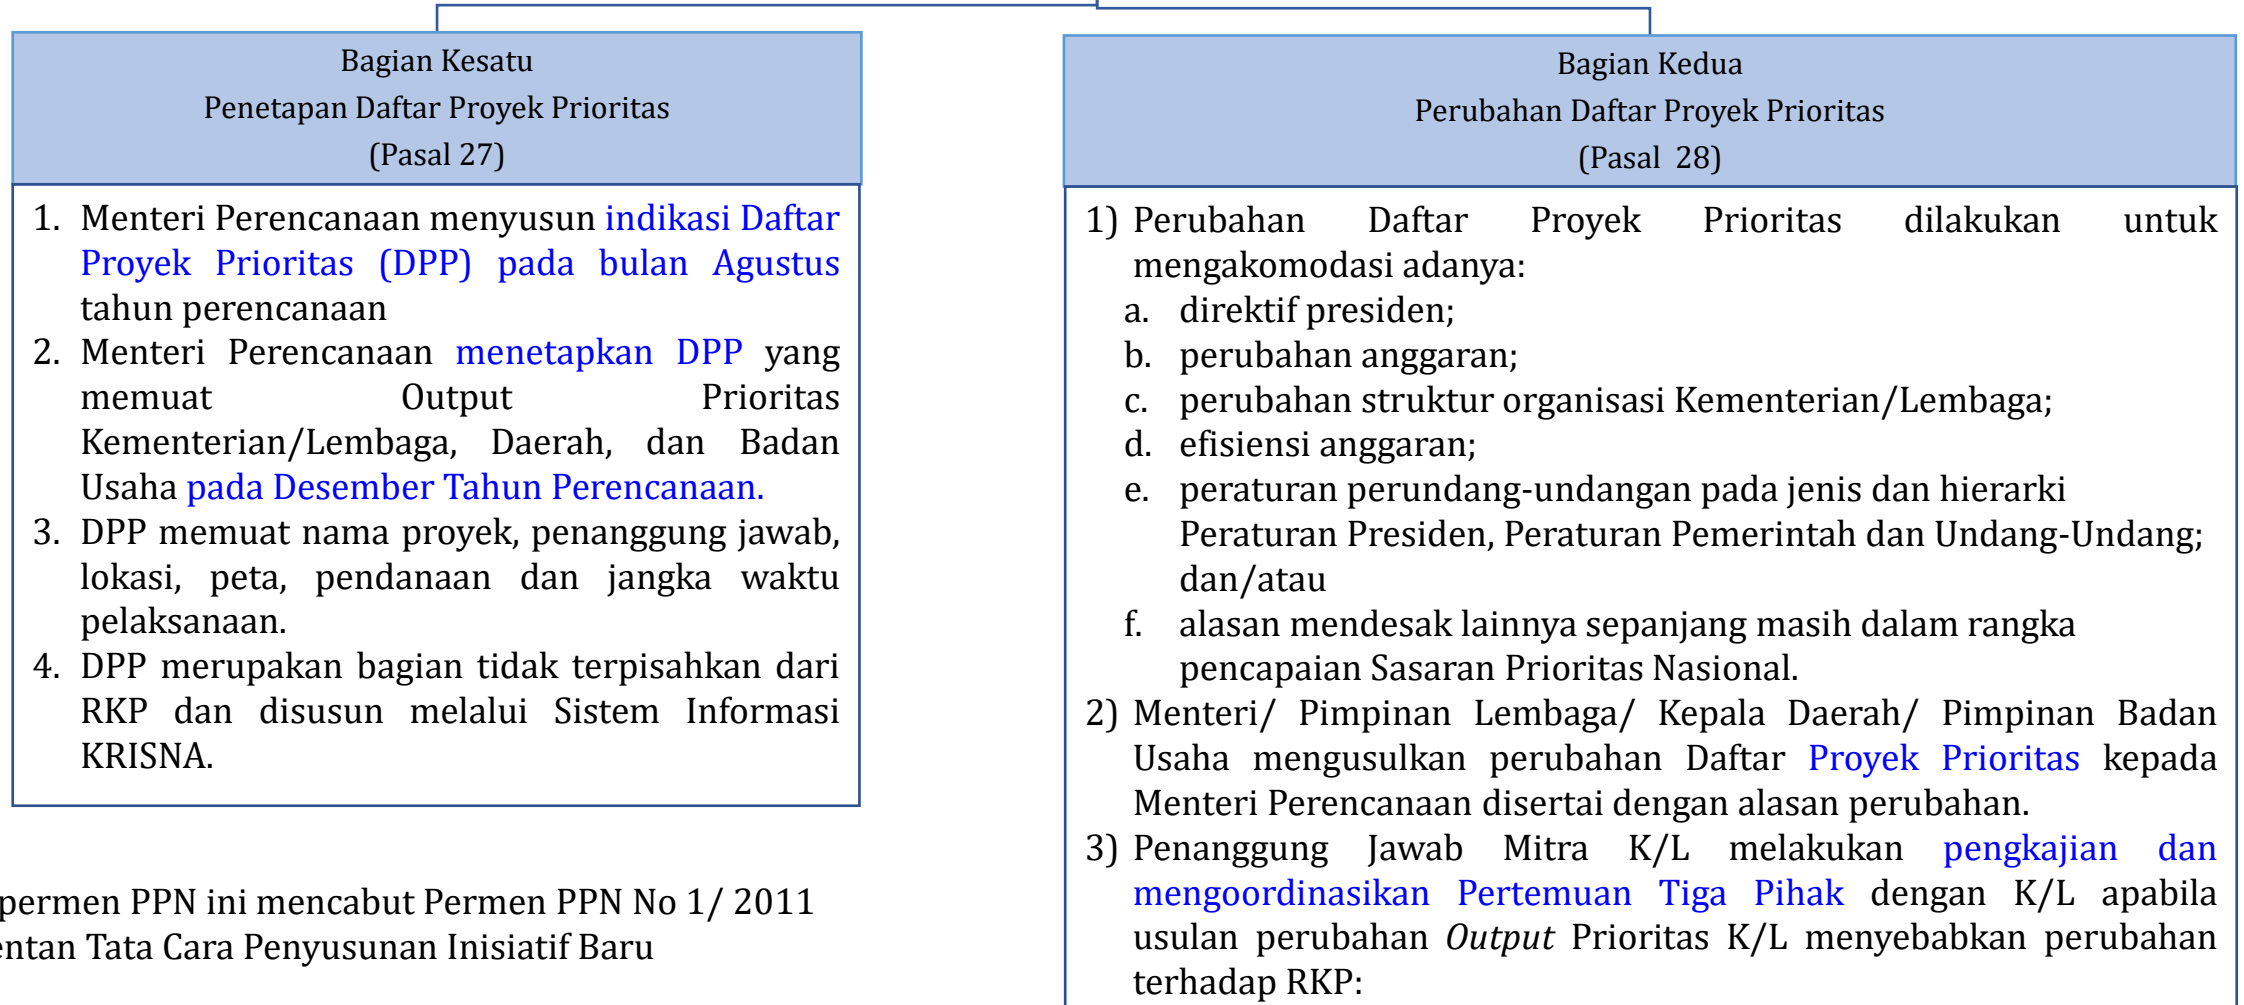 Bagian Kesatu
Penetapan Daftar Proyek Prioritas
(Pasal 27)
1. Menteri Perencanaan menyusun indikasi Daftar
Proyek Prioritas (DPP) pada bulan Agustus
tahun perencanaan
2. Menteri Perencanaan menetapkan DPP yang
memuat Output Prioritas
Kementerian/Lembaga, Daerah, dan Badan
Usaha pada Desember Tahun Perencanaan.
3. DPP memuat nama proyek, penanggung jawab,
lokasi, peta, pendanaan dan jangka waktu
pelaksanaan.
4. DPP merupakan bagian tidak terpisahkan dari
RKP dan disusun melalui Sistem Informasi
KRISNA.
permen PPN ini mencabut Permen PPN No 1/ 2011
entan Tata Cara Penyusunan Inisiatif Baru
Bagian Kedua
Perubahan Daftar Proyek Prioritas
(Pasal 28)
1) Perubahan Daftar Proyek Prioritas dilakukan untuk
mengakomodasi adanya:
a. direktif presiden;
b. perubahan anggaran;
c. perubahan struktur organisasi Kementerian/Lembaga;
d. efisiensi anggaran;
e. peraturan perundang-undangan pada jenis dan hierarki
Peraturan Presiden, Peraturan Pemerintah dan Undang-Undang;
dan/atau
f. alasan mendesak lainnya sepanjang masih dalam rangka
pencapaian Sasaran Prioritas Nasional.
2) Menteri/ Pimpinan Lembaga/ Kepala Daerah/ Pimpinan Badan
Usaha mengusulkan perubahan Daftar Proyek Prioritas kepada
Menteri Perencanaan disertai dengan alasan perubahan.
3) Penanggung Jawab Mitra K/L melakukan pengkajian dan
mengoordinasikan Pertemuan Tiga Pihak dengan K/L apabila
usulan perubahan Output Prioritas K/L menyebabkan perubahan
terhadap RKP: